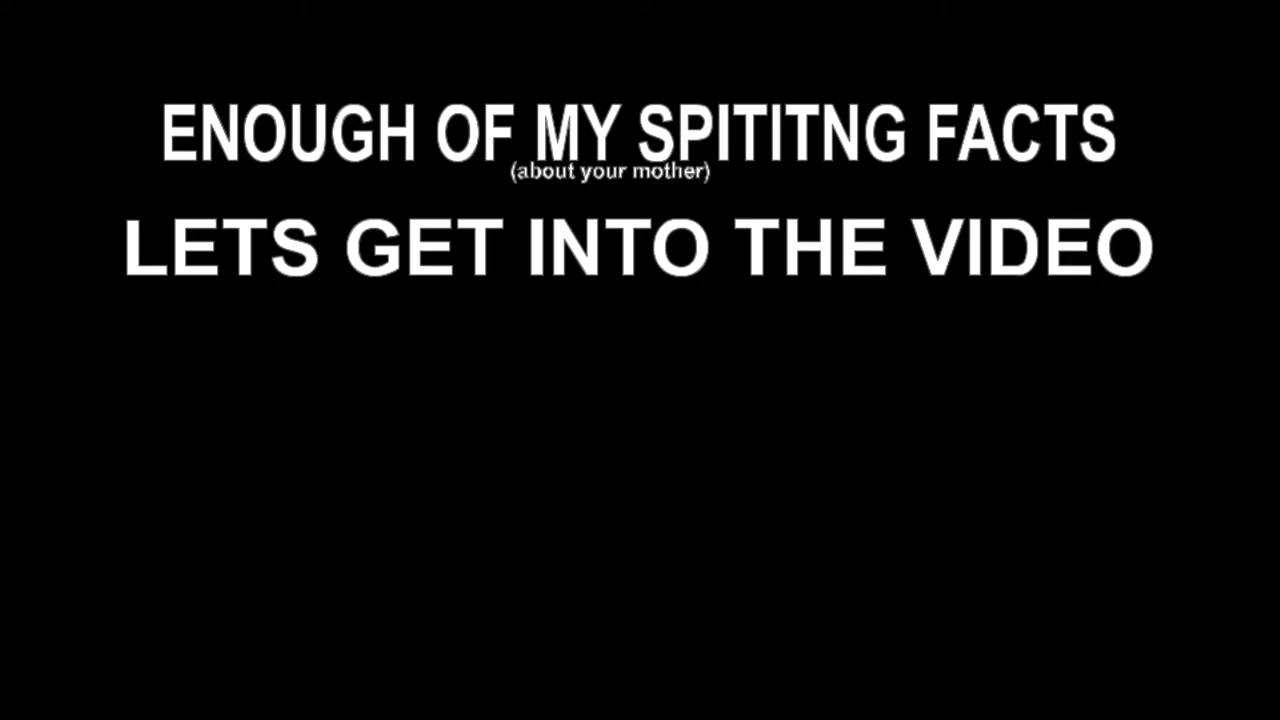 ENOUGH OF MY SPITITNG FACTS
(about your mother)
LETS GET INTO THE VIDEO